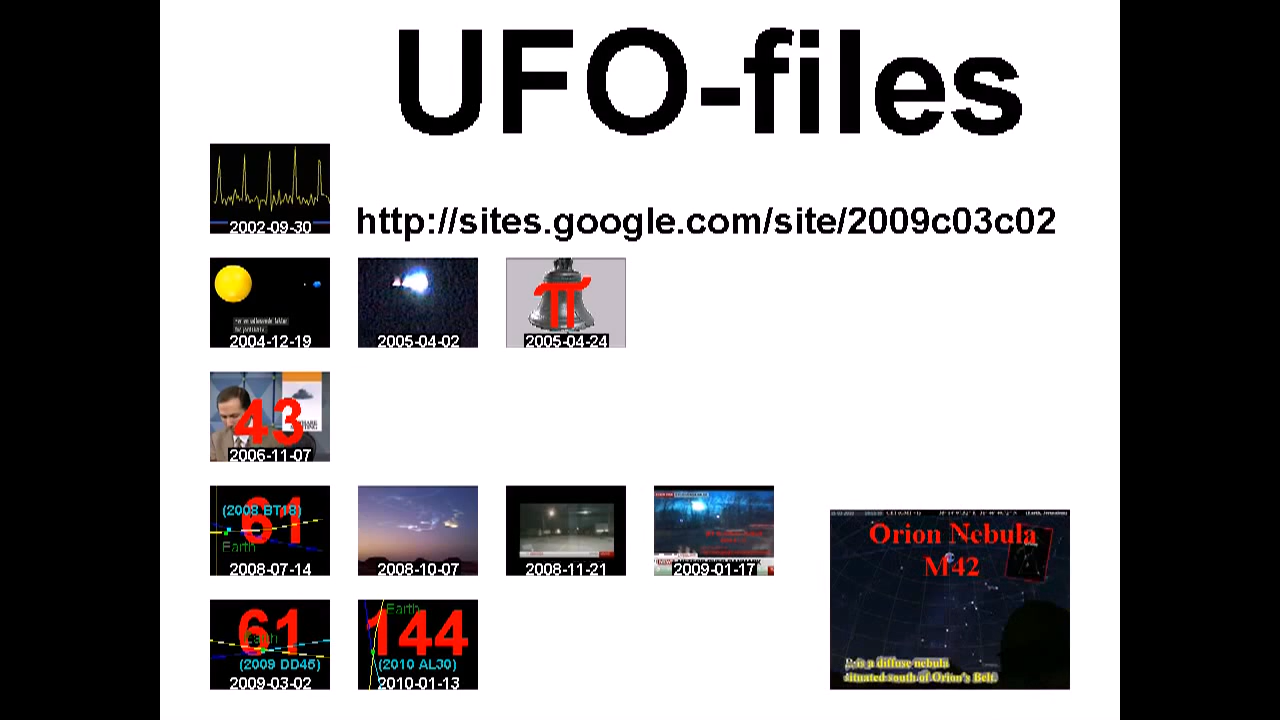 UFO-files
2002-09-30
http://sites.google.com/site/2009c03c02
2004-12-19
2005-04-02
π
2005-04-24
43
2006-11-07
61
(2008 BT18)
Earth
2008-07-14
2008-10-07
2008-11-21
2009-01-17
Orion Nebula
M42
is a diffuse nebula
situated south of Orion's Belt.
61
Earth
(2009 DD45)
2009-03-02
Earth
144
(2010 AL30)
2010-01-13